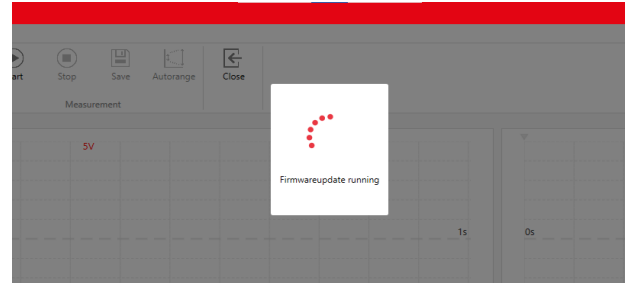 art Stop Save Autorange Close
Measurement
5V
Firmwareupdate running
1s 0s